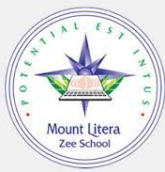 POTENTIAL EST INTUS
Mount Litera
Zee School